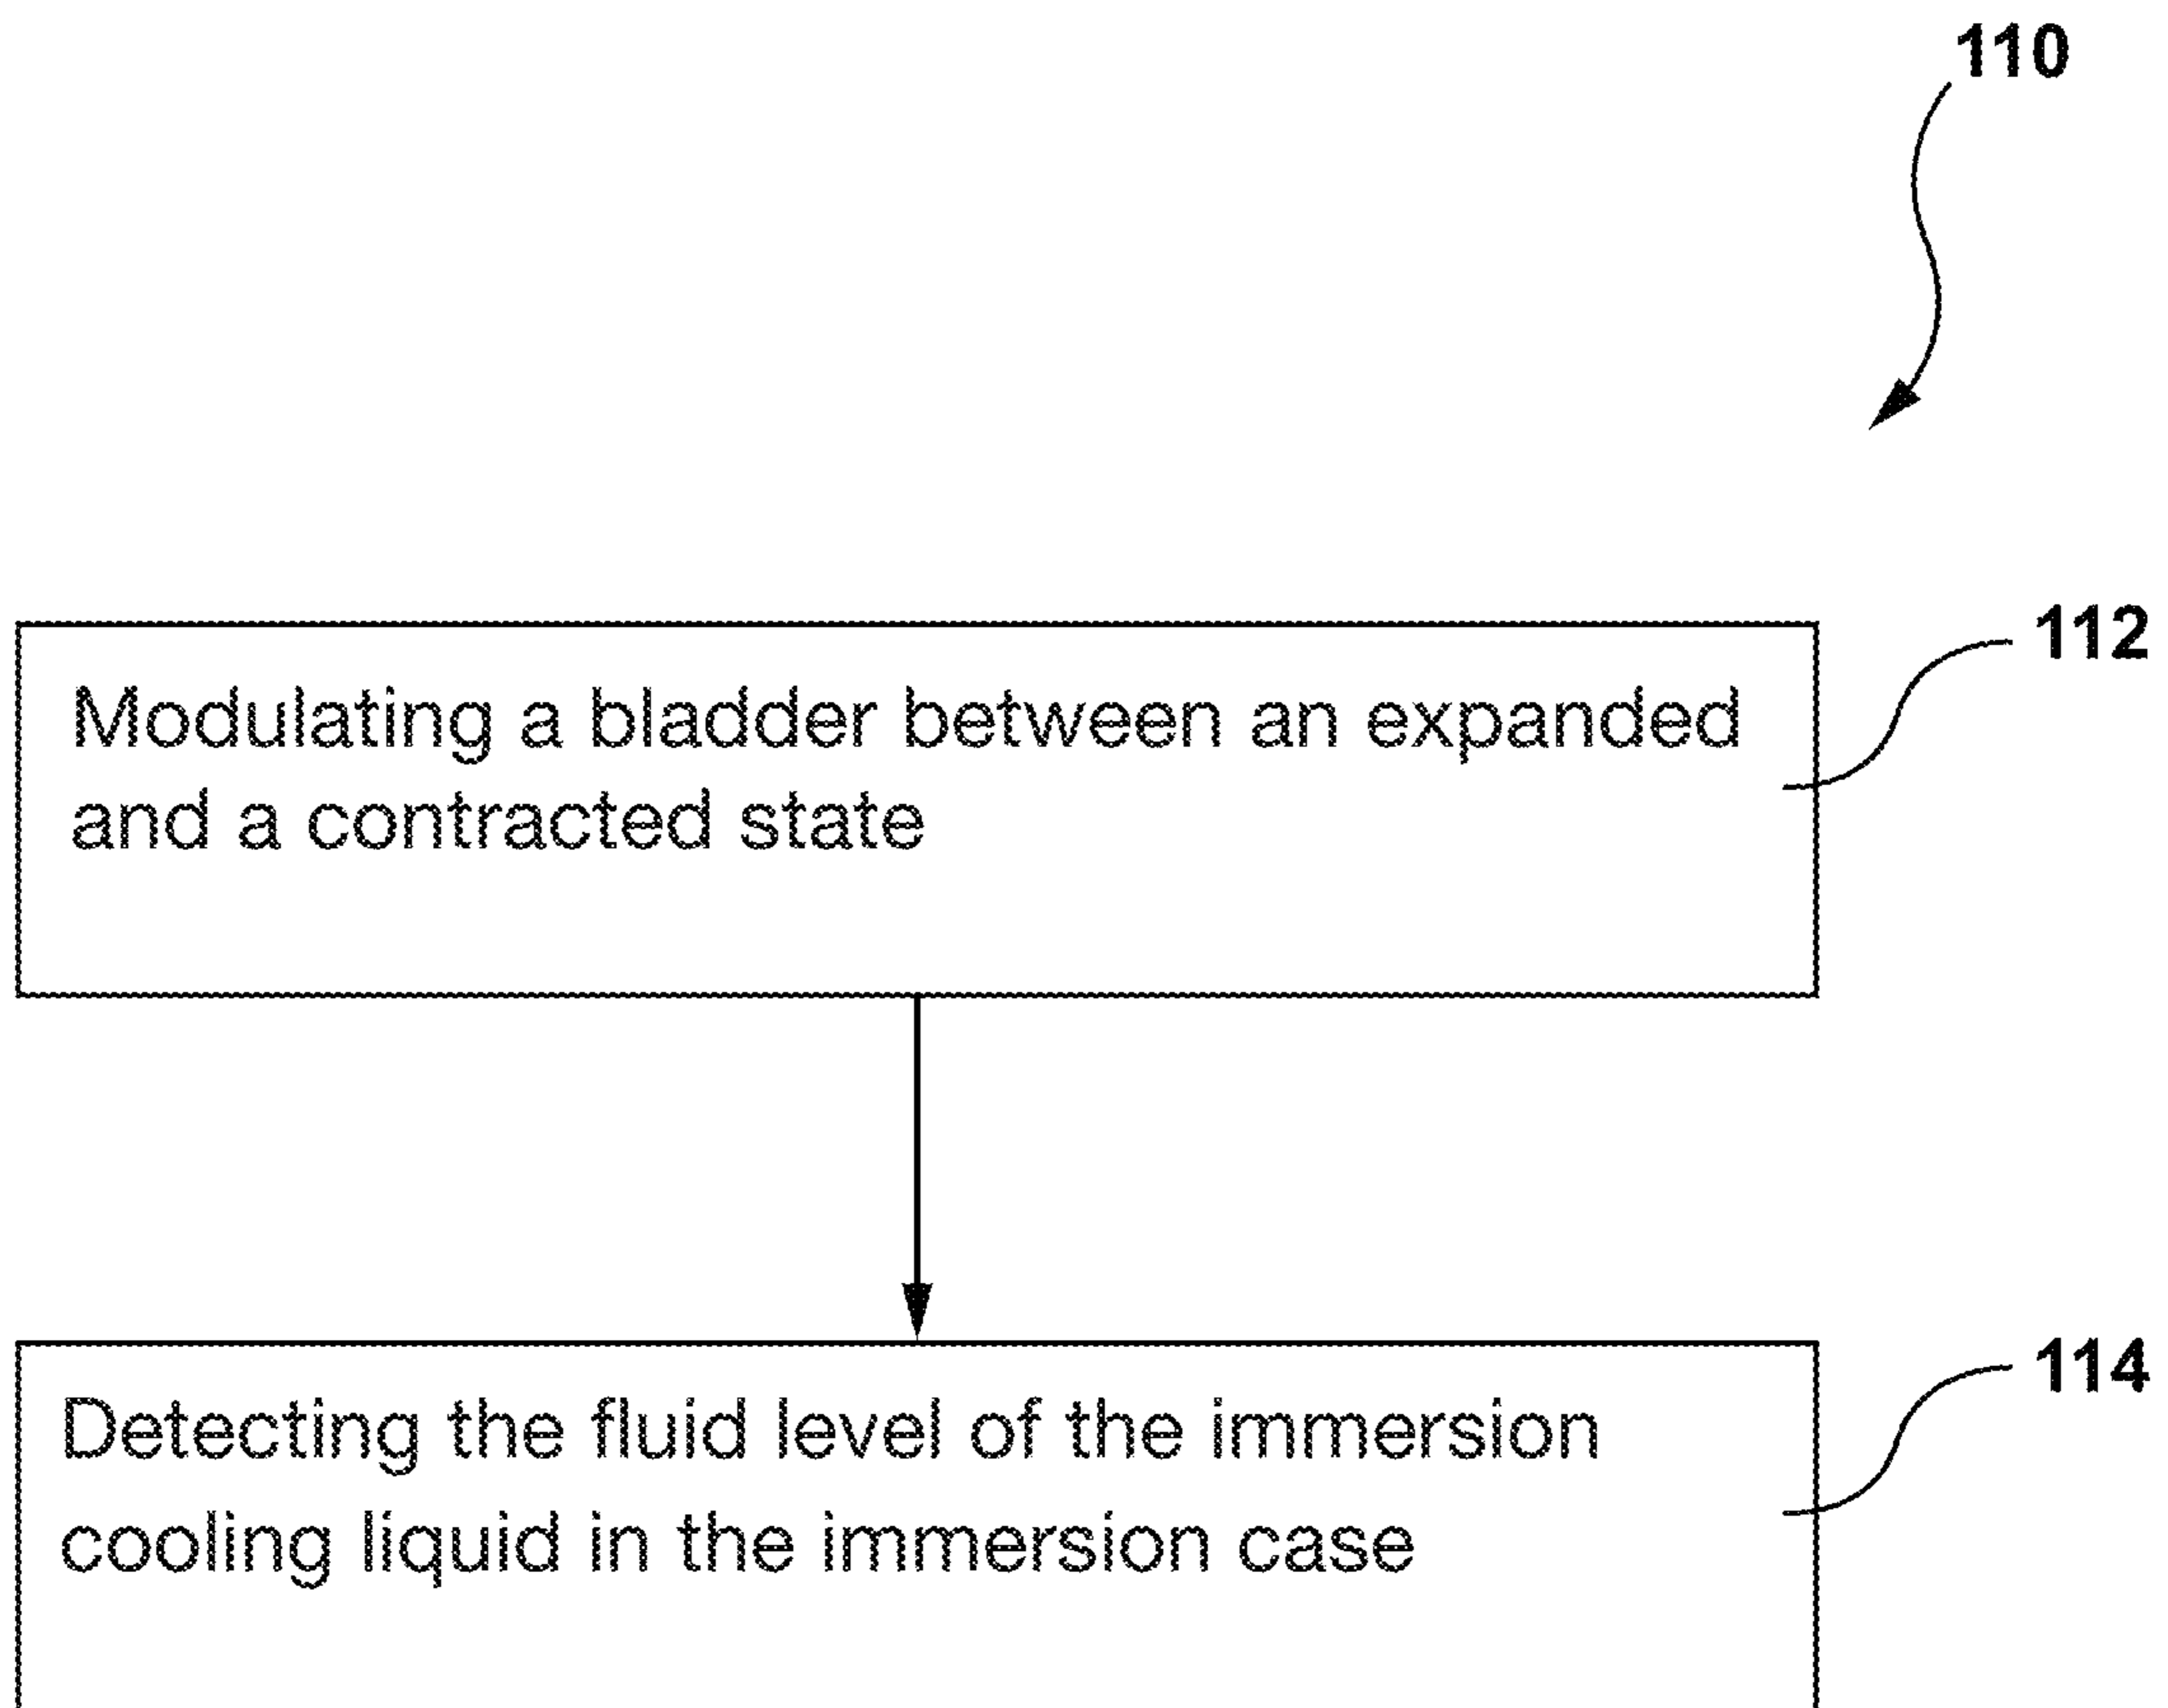 110
112
Modulating a bladder between an expanded
and a contracted state
114
Detecting the fluid level of the immersion
cooling liquid in the immersion case